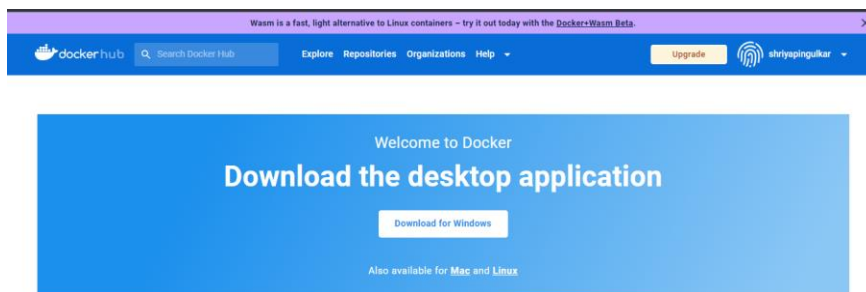 Wasm is a fast, light alternative to Linux containers – try it out today with the Docker+Wasm Beta.
dockerhub Search Docker Hub Explore Repositories Organizations Help Upgrade shriyapingulkar
Welcome to Docker
Download the desktop application
Download for Windows
Also available for Mac and Linux